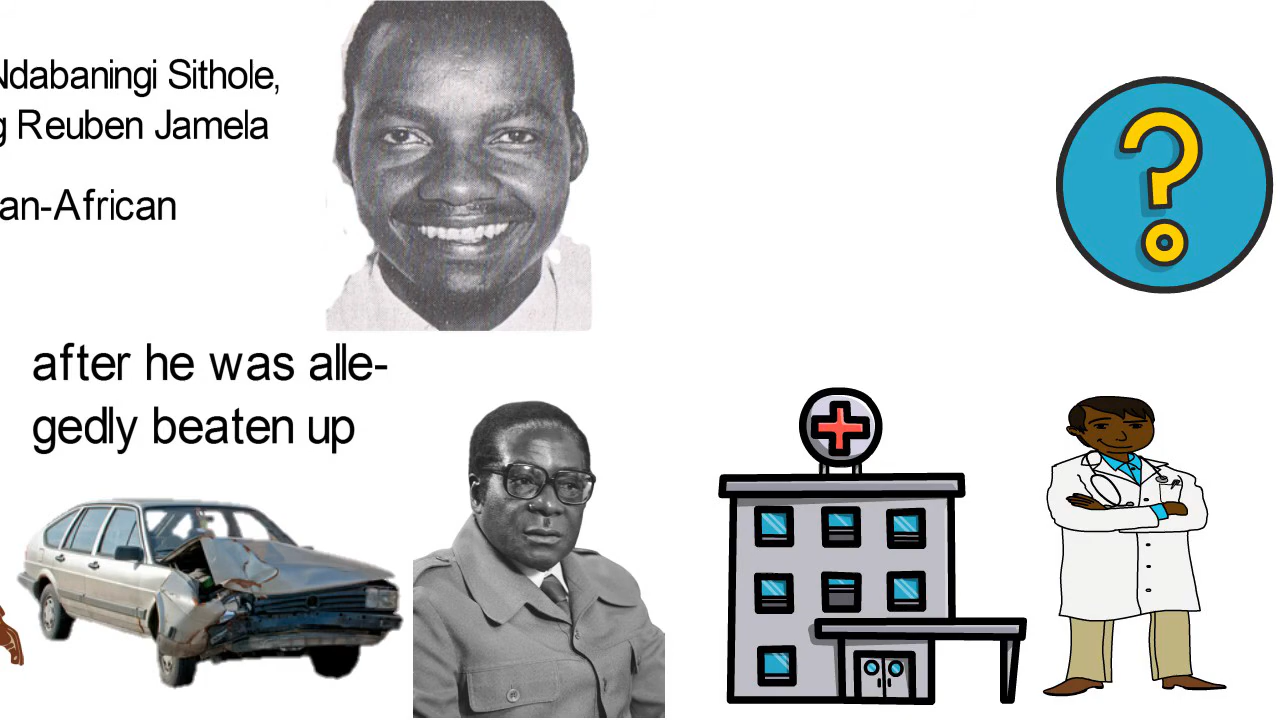 Ndabaningi Sithole,
g Reuben Jamela
an-African
after he was alle-
gedly beaten up